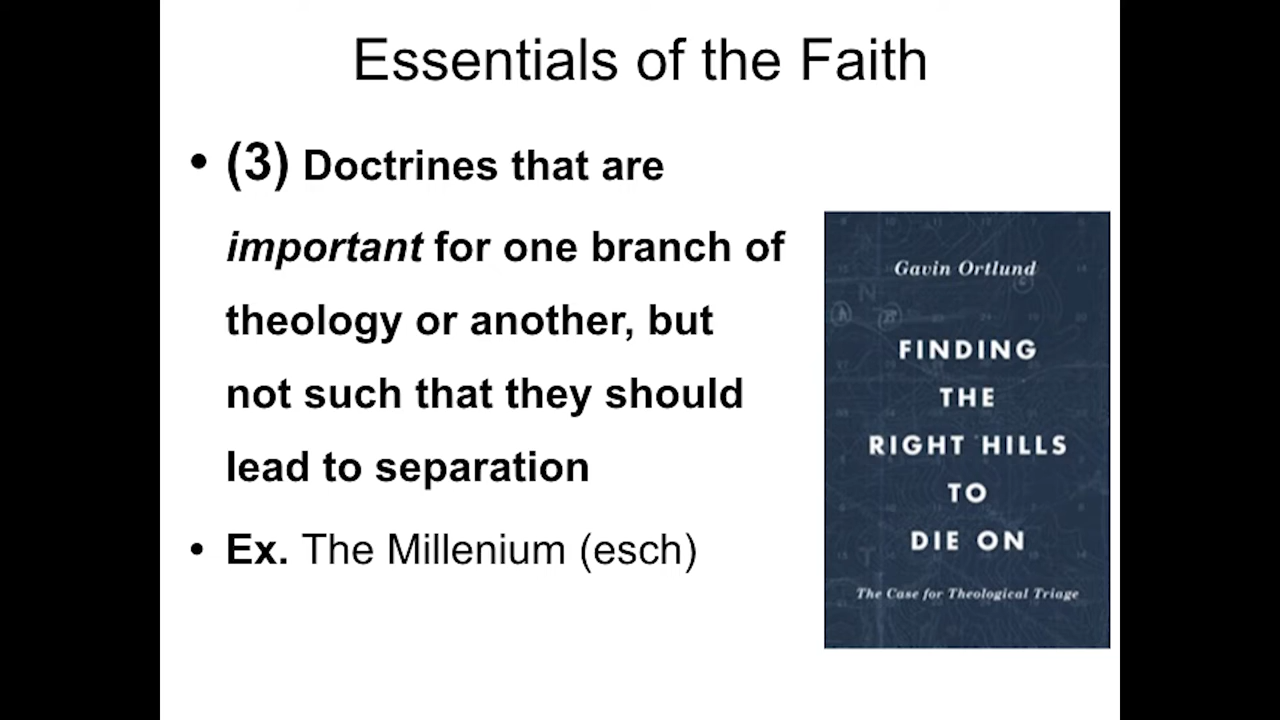 Essentials of the Faith
• (3) Doctrines that are
important for one branch of
theology or another, but
not such that they should
lead to separation
• Ex. The Millenium (esch)
Gavin Ortlund
FINDING
THE
RIGHT HILLS
TO
DIE ON
The Case for Theological Triage